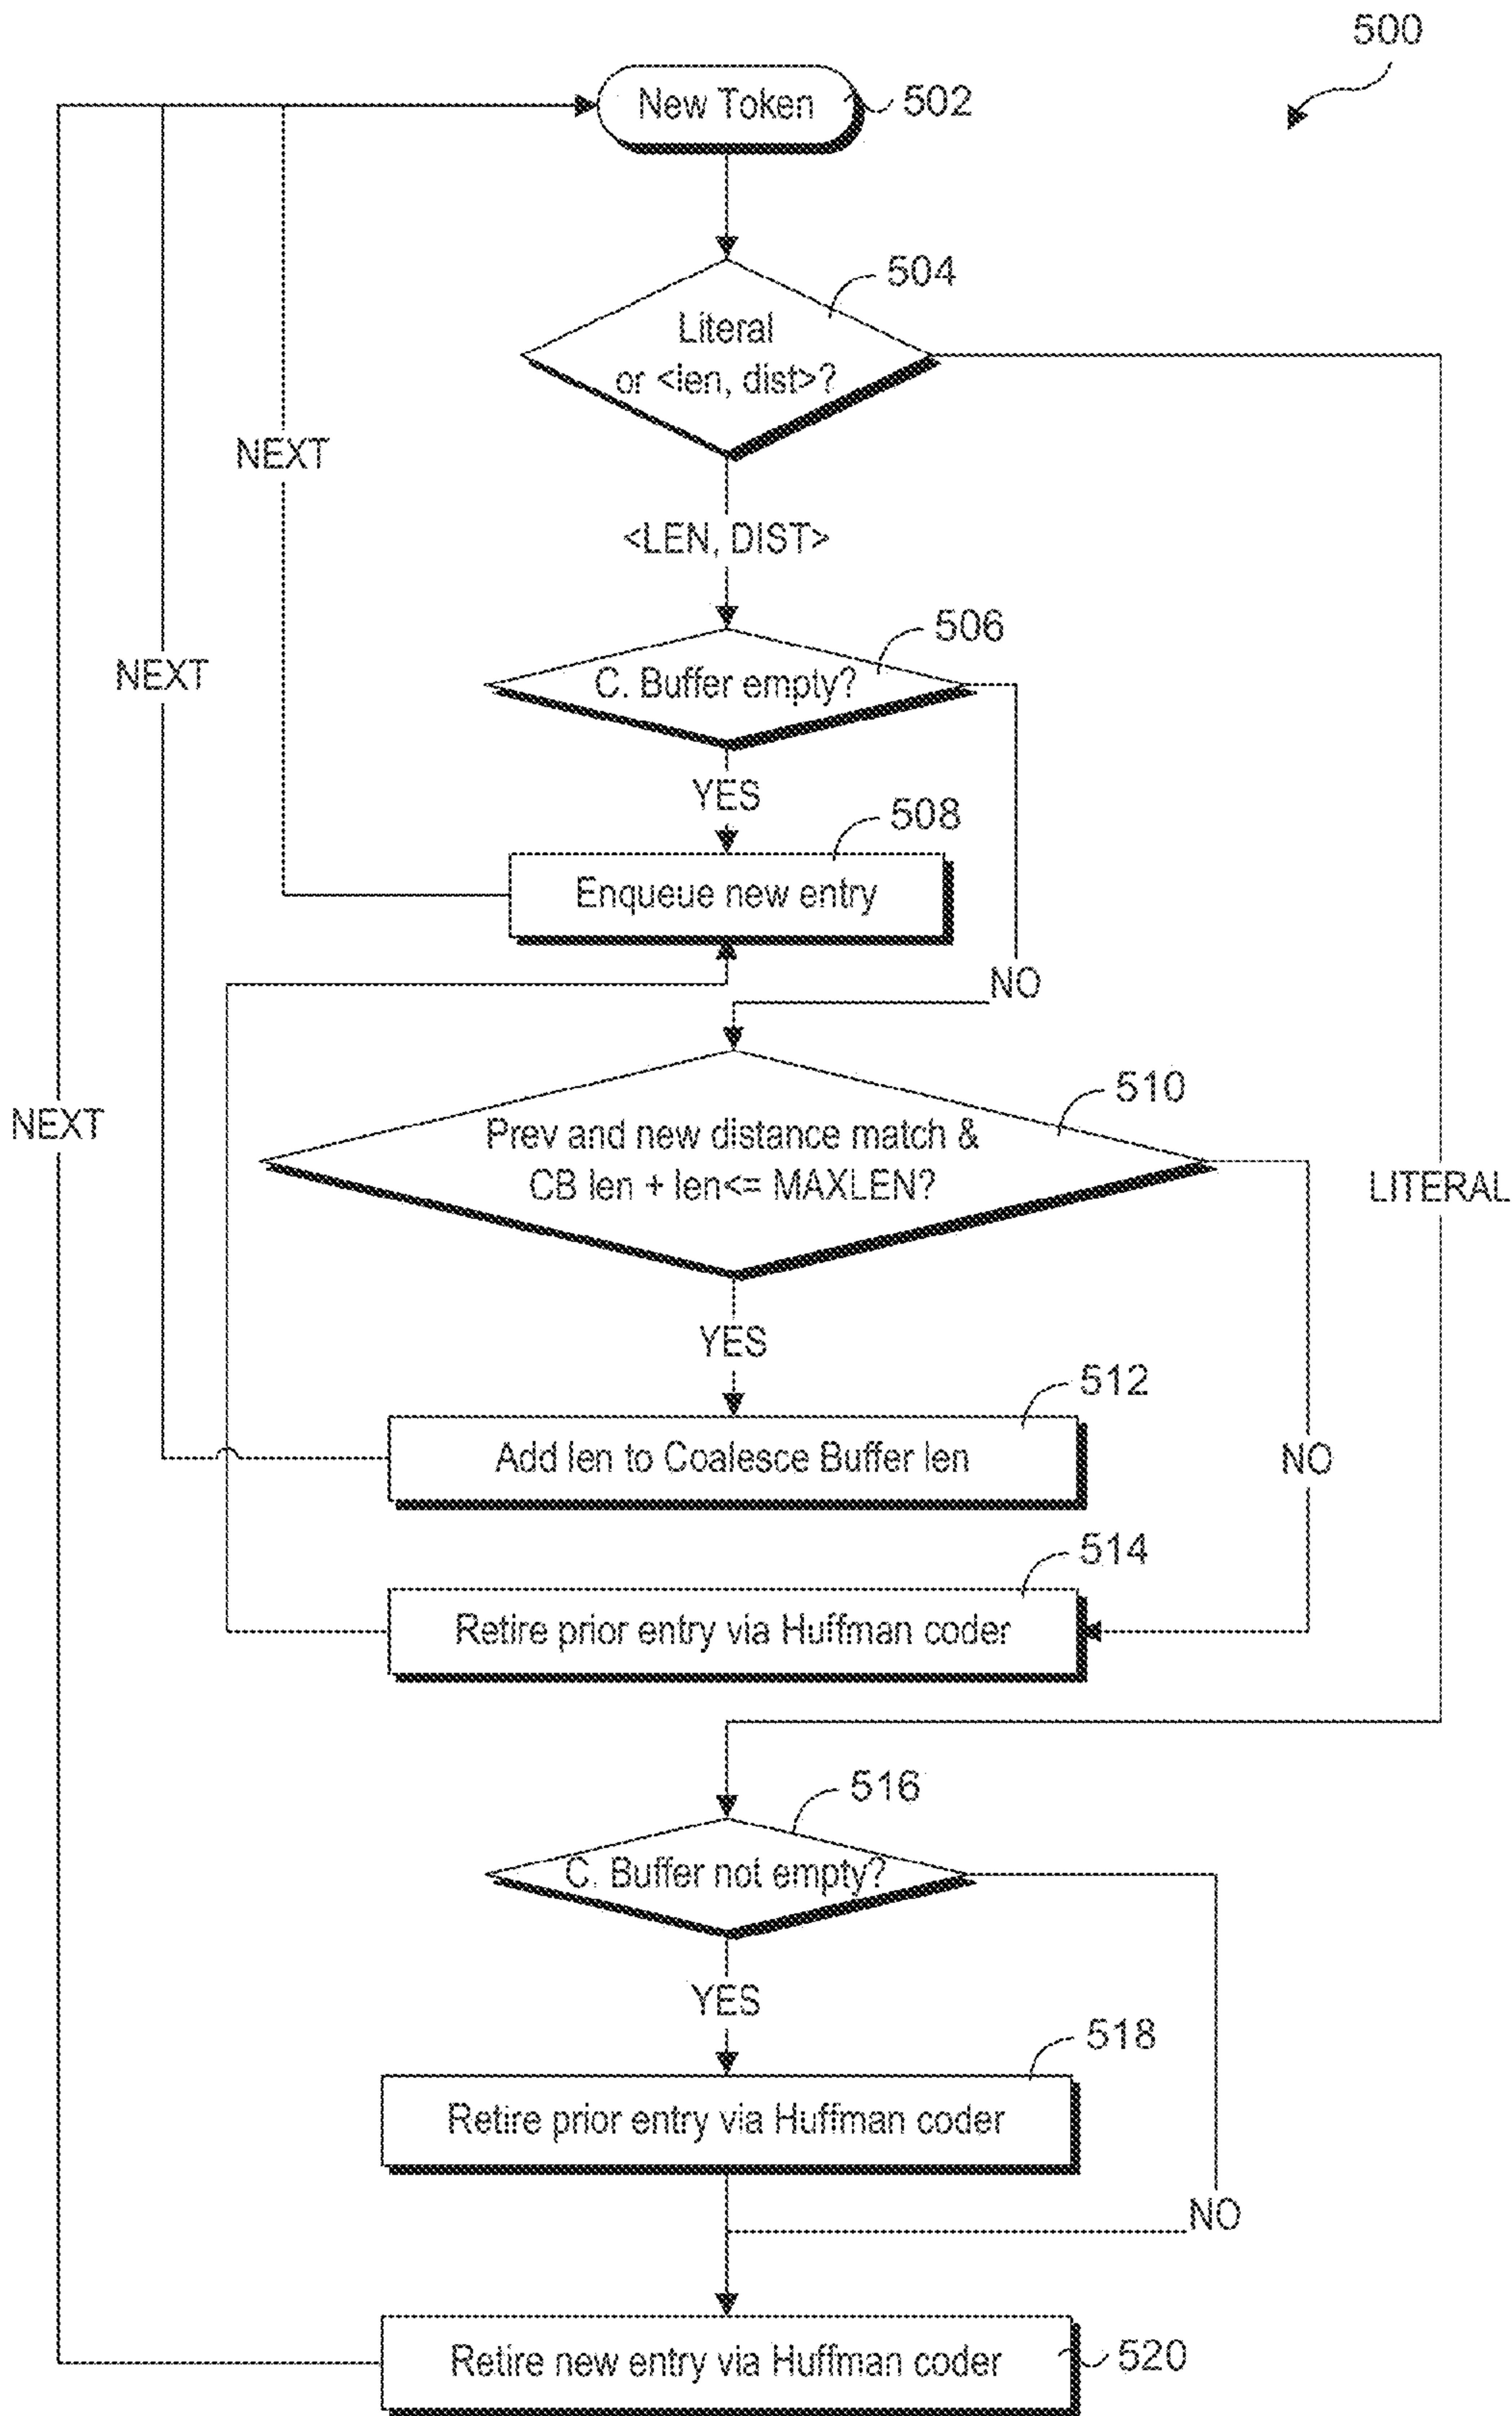 500
New Token
502
504
Literal
or <len, dist>?
NEXT
<LEN, DIST>
506
C. Buffer empty?
NEXT
YES
508
Enqueue new entry
NO
510
Prev and new distance match &
CB len + len<= MAXLEN?
NEXT
LITERAL
YES
512
Add len to Coalesce Buffer len
NO
514
Retire prior entry via Huffman coder
516
C. Buffer not empty?
YES
518
Retire prior entry via Huffman coder
NO
Retire new entry via Huffman coder
520